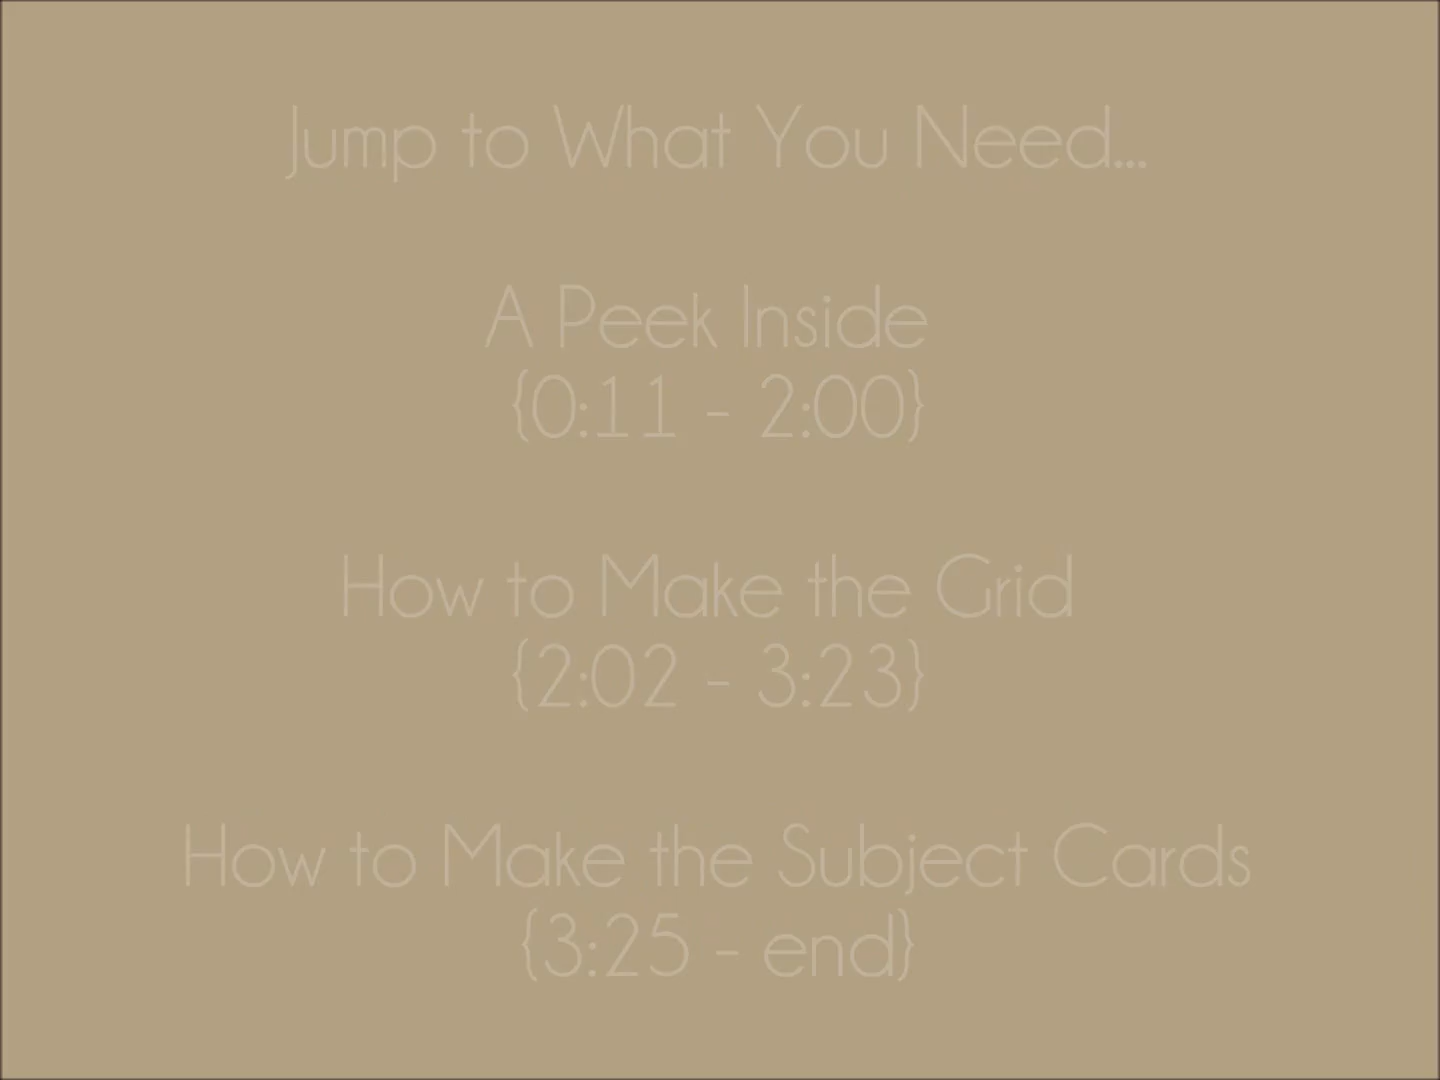 Jump to What You Need...
A Peek Inside
{0:11 - 2:00}
How to Make the Grid
{2:02 - 3:23}
How to Make the Subject Cards
{3:25 - end}